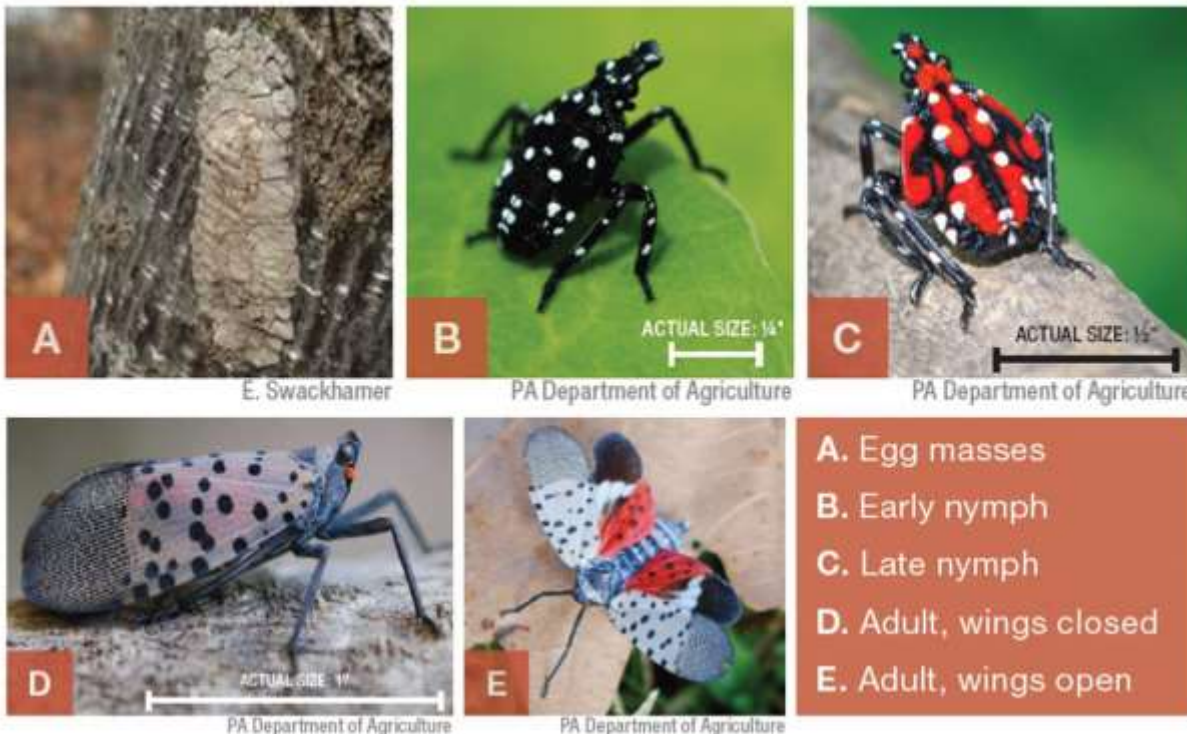 A
E. Swackhamer
B
ACTUAL SIZE: ¼"
PA Department of Agriculture
C
ACTUAL SIZE: ½"
PA Department of Agriculture
D
ACTUAL SIZE: 1"
PA Department of Agriculture
E
PA Department of Agriculture
A. Egg masses
B. Early nymph
C. Late nymph
D. Adult, wings closed
E. Adult, wings open